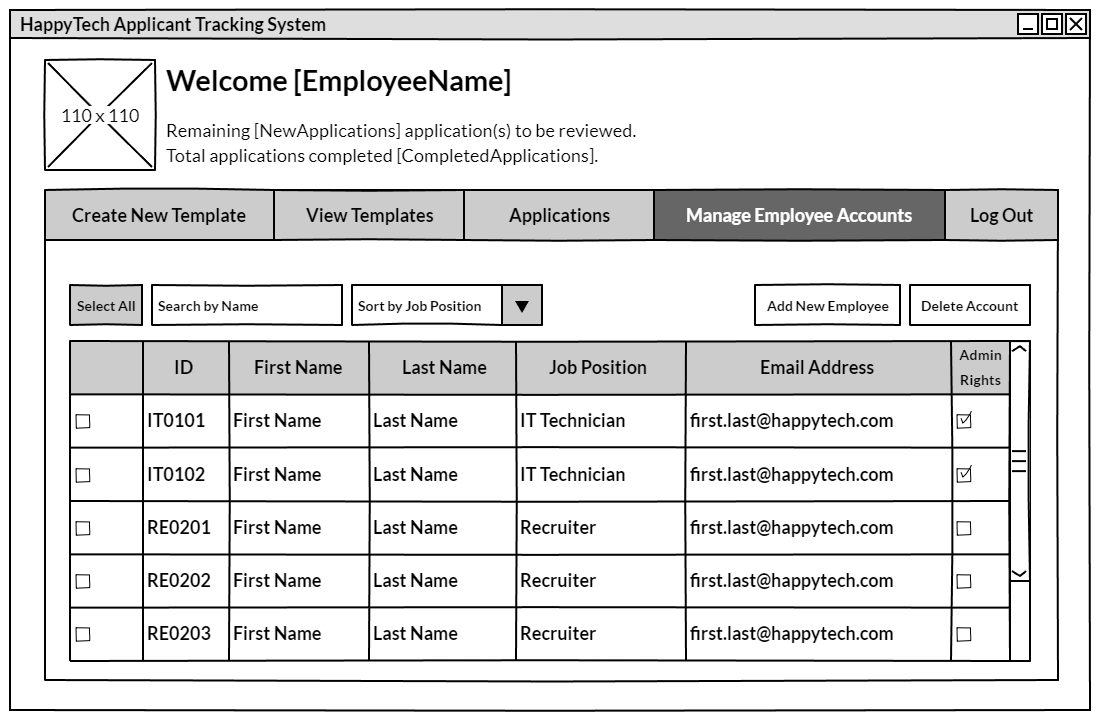 HappyTech Applicant Tracking System
110 x 110
Welcome [EmployeeName]
Remaining [NewApplications] application(s) to be reviewed.
Total applications completed [CompletedApplications].
Create New Template View Templates Applications Manage Employee Accounts Log Out
Select All Search by Name Sort by Job Position Add New Employee Delete Account
ID First Name Last Name Job Position Email Address Admin Rights
IT0101 First Name Last Name IT Technician first.last@happytech.com
IT0102 First Name Last Name IT Technician first.last@happytech.com
RE0201 First Name Last Name Recruiter first.last@happytech.com
RE0202 First Name Last Name Recruiter first.last@happytech.com
RE0203 First Name Last Name Recruiter first.last@happytech.com